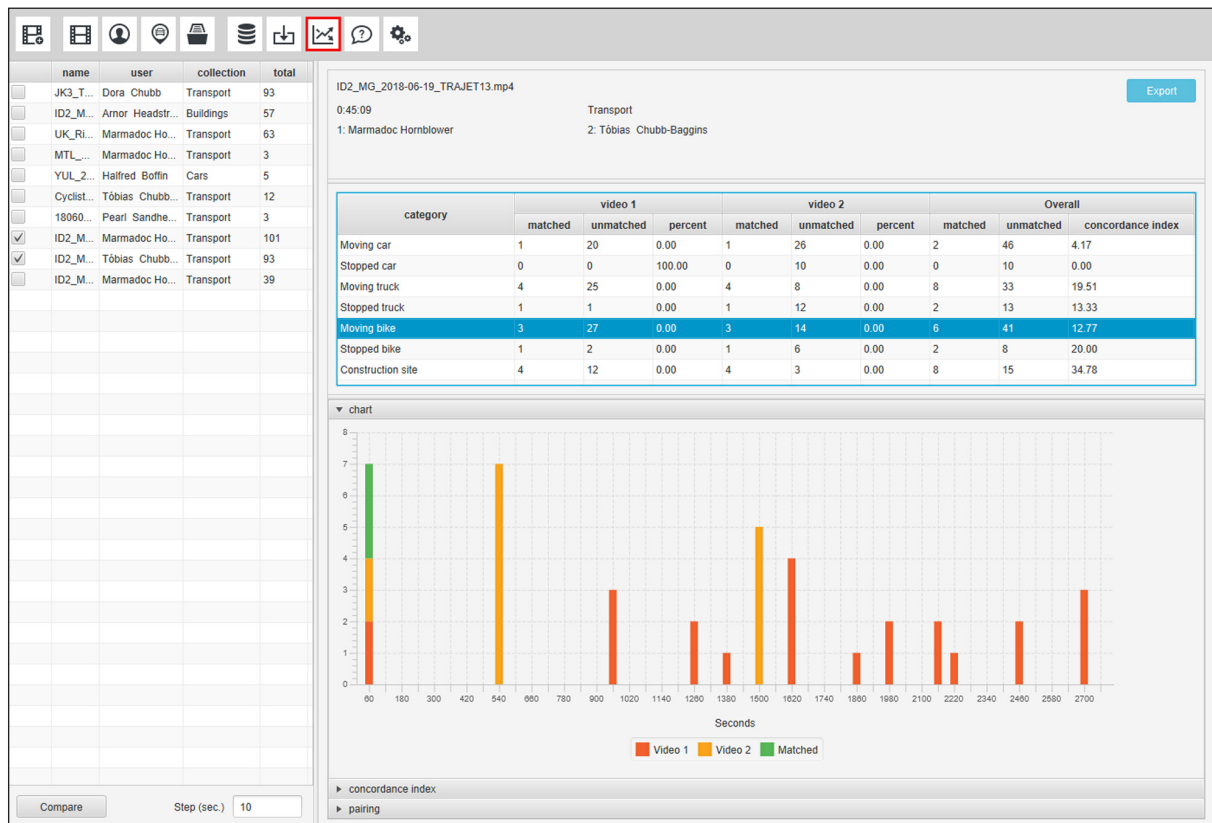 name user collection total
JK3_T... Dora Chubb Transport 93
ID2_M... Arnor Headstr... Buildings 57
UK_Ri... Marmadoc Ho... Transport 63
MTL_... Marmadoc Ho... Transport 3
YUL_2... Halfred Boffin Cars 5
Cyclist... Tôbias Chubb... Transport 12
18060... Pearl Sandhe... Transport 3
ID2_M... Marmadoc Ho... Transport 101
ID2_M... Tôbias Chubb... Transport 93
ID2_M... Marmadoc Ho... Transport 39
Compare Step (sec.) 10
ID2_MG_2018-06-19_TRAJET13.mp4
Export
0:45:09 Transport
1: Marmadoc Hornblower 2: Tôbias Chubb-Baggins
category video 1 video 2 Overall
matched unmatched percent matched unmatched percent matched unmatched concordance index
Moving car 1 20 0.00 1 26 0.00 2 46 4.17
Stopped car 0 0 100.00 0 10 0.00 0 10 0.00
Moving truck 4 25 0.00 4 8 0.00 8 33 19.51
Stopped truck 1 1 0.00 1 12 0.00 2 13 13.33
Moving bike 3 27 0.00 3 14 0.00 6 41 12.77
Stopped bike 1 2 0.00 1 6 0.00 2 8 20.00
Construction site 4 12 0.00 4 3 0.00 8 15 34.78
chart
8
7
6
5
4
3
2
1
0
60 180 300 420 540 660 780 900 1020 1140 1260 1380 1500 1620 1740 1860 1980 2100 2220 2340 2460 2580 2700
Seconds
Video 1 Video 2 Matched
concordance index
pairing